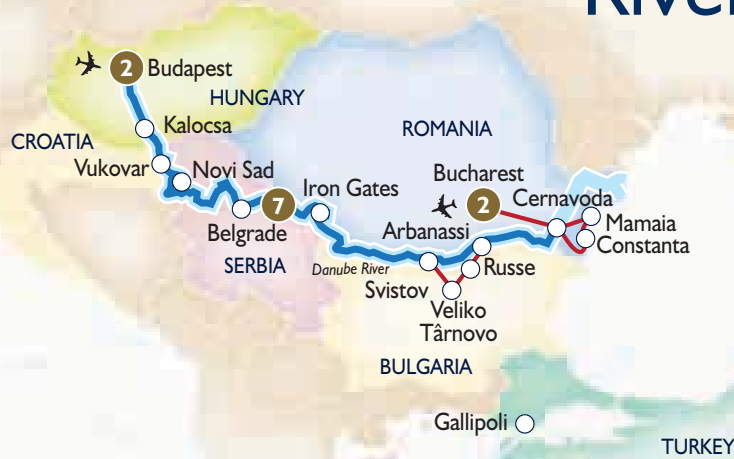 River
2
Budapest
HUNGARY
Kalocsa
CROATIA
ROMANIA
Vukovar
Novi Sad
Bucharest
Iron Gates
2
Cernavoda
7
Mamaia
Belgrade
Arbanassi
Constanta
SERBIA
Danube River
Russe
Svistov
Veliko
Târnovo
BULGARIA
Gallipoli
TURKEY